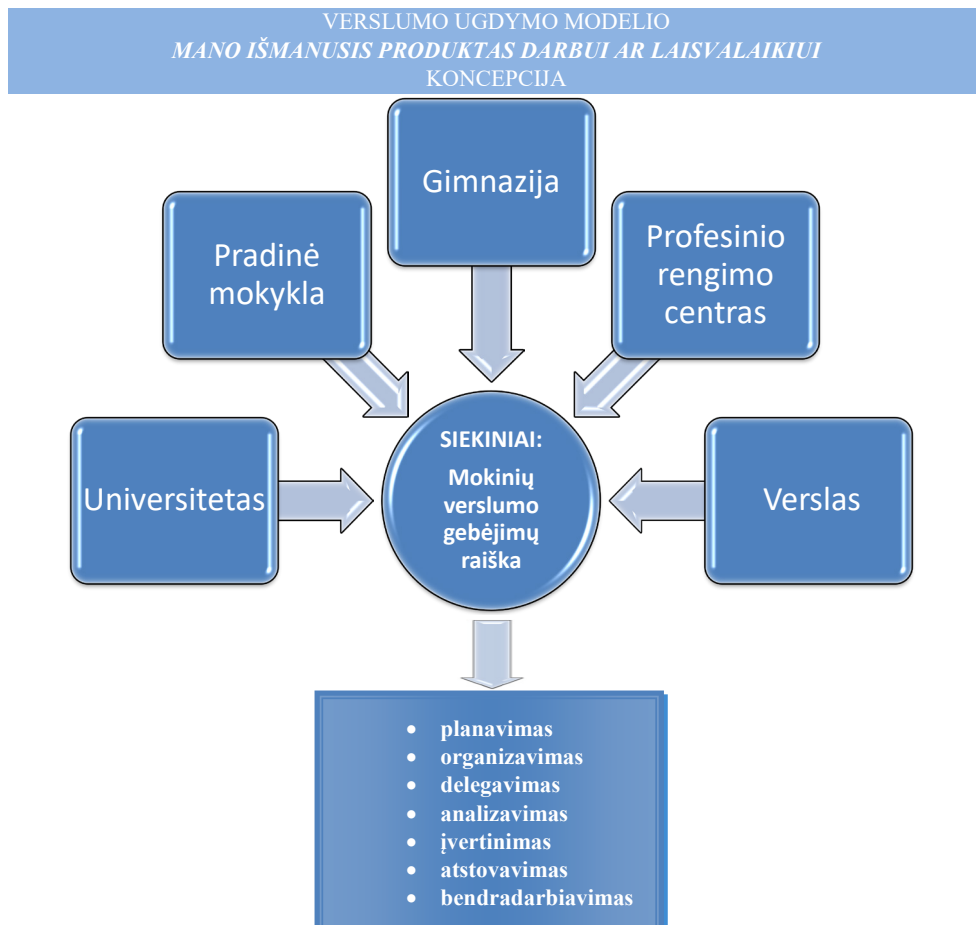 VERSLUMO UGDYMO MODELIO
MANO IŠMANUSIS PRODUKTAS DARBUI AR LAISVALAIKIUI
KONCEPCIJA
Gimnazija
Pradinė
mokykla
Profesinio
rengimo
centras
Universitetas
SIEKINIAI:
Mokinių
verslumo
gebėjimų
raiška
Verslas
• planavimas
• organizavimas
• delegavimas
• analizavimas
• įvertinimas
• atstovavimas
• bendradarbiavimas